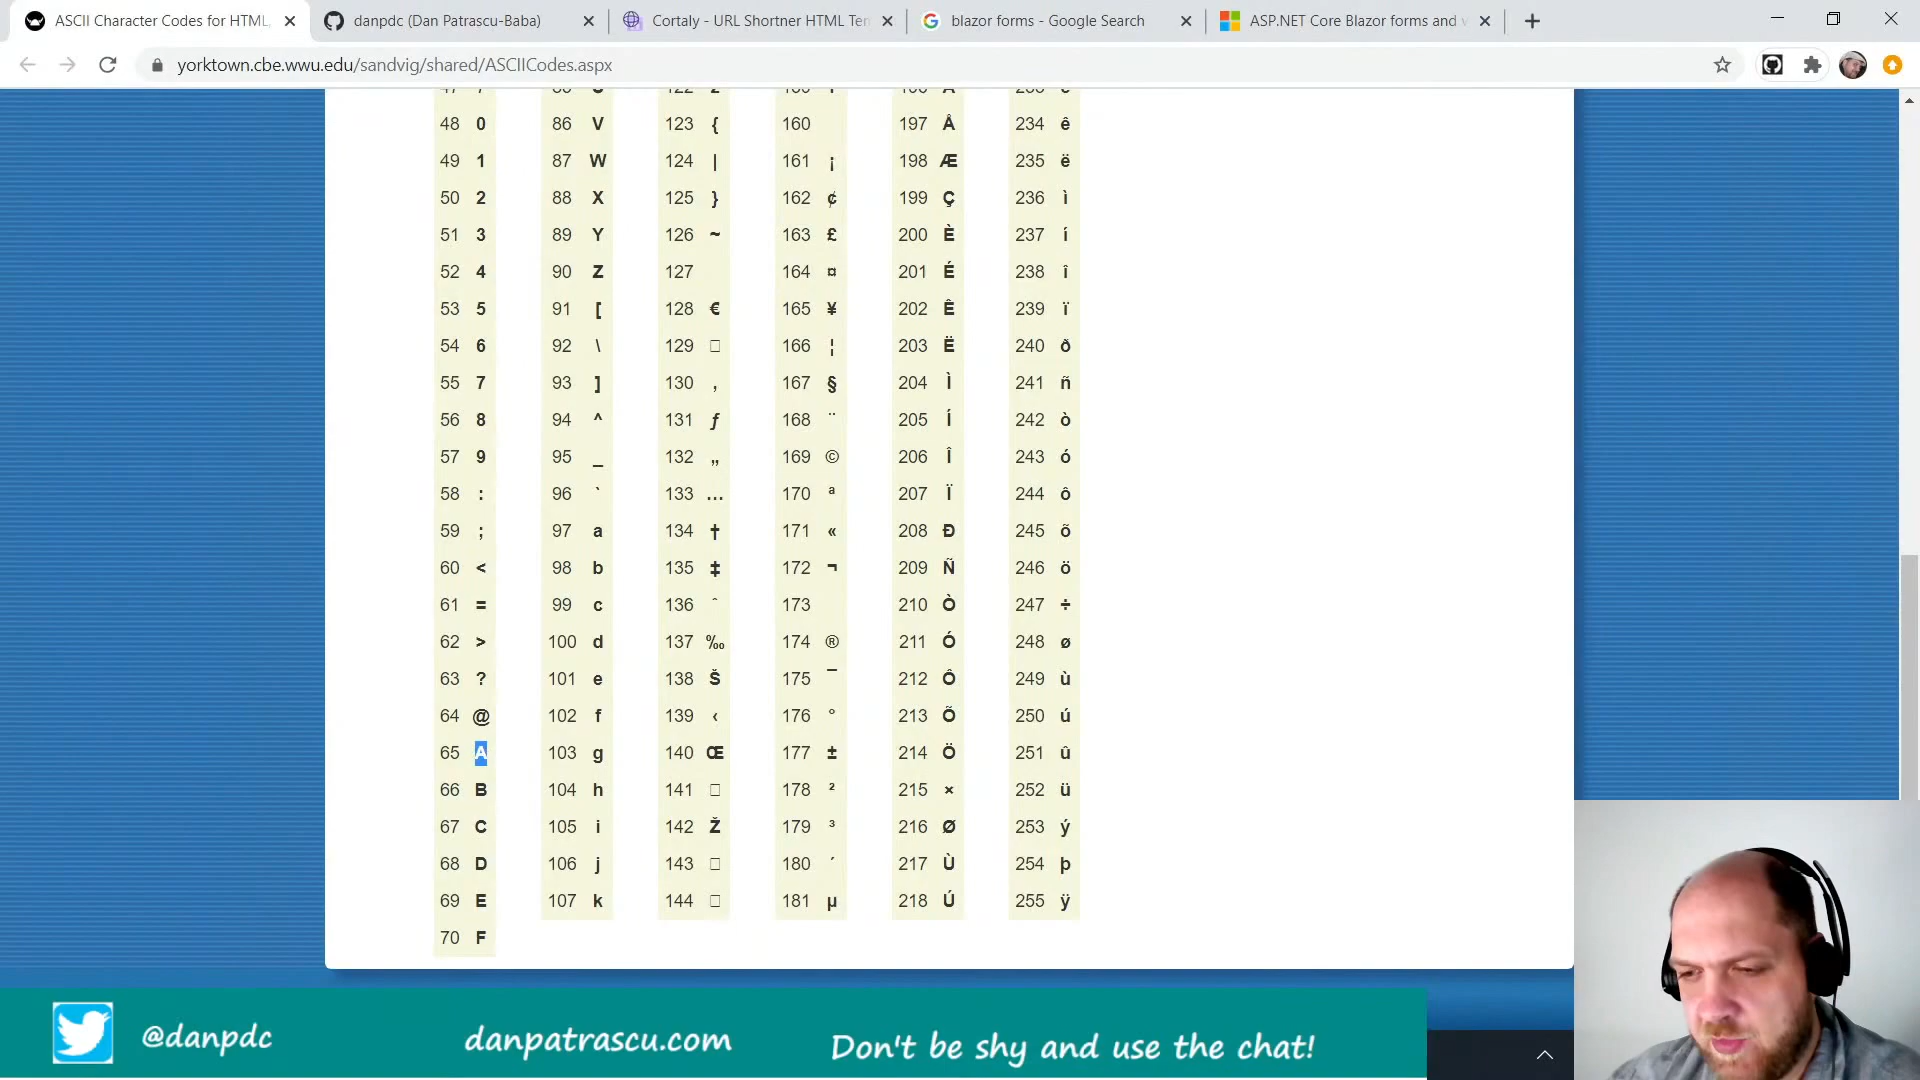 ASCII Character Codes for HTML,
danpdc (Dan Patrascu-Baba)
Cortaly - URL Shortner HTML Tem
blazor forms - Google Search
ASP.NET Core Blazor forms and v
yorktown.cbe.wwu.edu/sandvig/shared/ASCIICodes.aspx
48 0 86 V 123 { 160 197 Å 234 ê
49 1 87 W 124 | 161 ¡ 198 Æ 235 ë
50 2 88 X 125 } 162 ¢ 199 Ç 236 ì
51 3 89 Y 126 ~ 163 £ 200 È 237 í
52 4 90 Z 127 164 ¤ 201 É 238 î
53 5 91 [ 128 € 165 ¥ 202 Ê 239 ï
54 6 92 \ 129 □ 166 ¦ 203 Ë 240 ð
55 7 93 ] 130 ‚ 167 § 204 Ì 241 ñ
56 8 94 ^ 131 ƒ 168 ¨ 205 Í 242 ò
57 9 95 _ 132 „ 169 © 206 Î 243 ó
58 : 96 ` 133 … 170 ª 207 Ï 244 ô
59 ; 97 a 134 † 171 « 208 Ð 245 õ
60 < 98 b 135 ‡ 172 ¬ 209 Ñ 246 ö
61 = 99 c 136 ˆ 173 210 Ò 247 ÷
62 > 100 d 137 ‰ 174 ® 211 Ó 248 ø
63 ? 101 e 138 Š 175 ¯ 212 Ô 249 ù
64 @ 102 f 139 ‹ 176 ° 213 Õ 250 ú
65 A 103 g 140 Œ 177 ± 214 Ö 251 û
66 B 104 h 141 □ 178 ² 215 × 252 ü
67 C 105 i 142 Ž 179 ³ 216 Ø 253 ý
68 D 106 j 143 □ 180 ´ 217 Ù 254 þ
69 E 107 k 144 □ 181 µ 218 Ú 255 ÿ
70 F
@danpdc
danpatrascu.com
Don't be shy and use the chat!